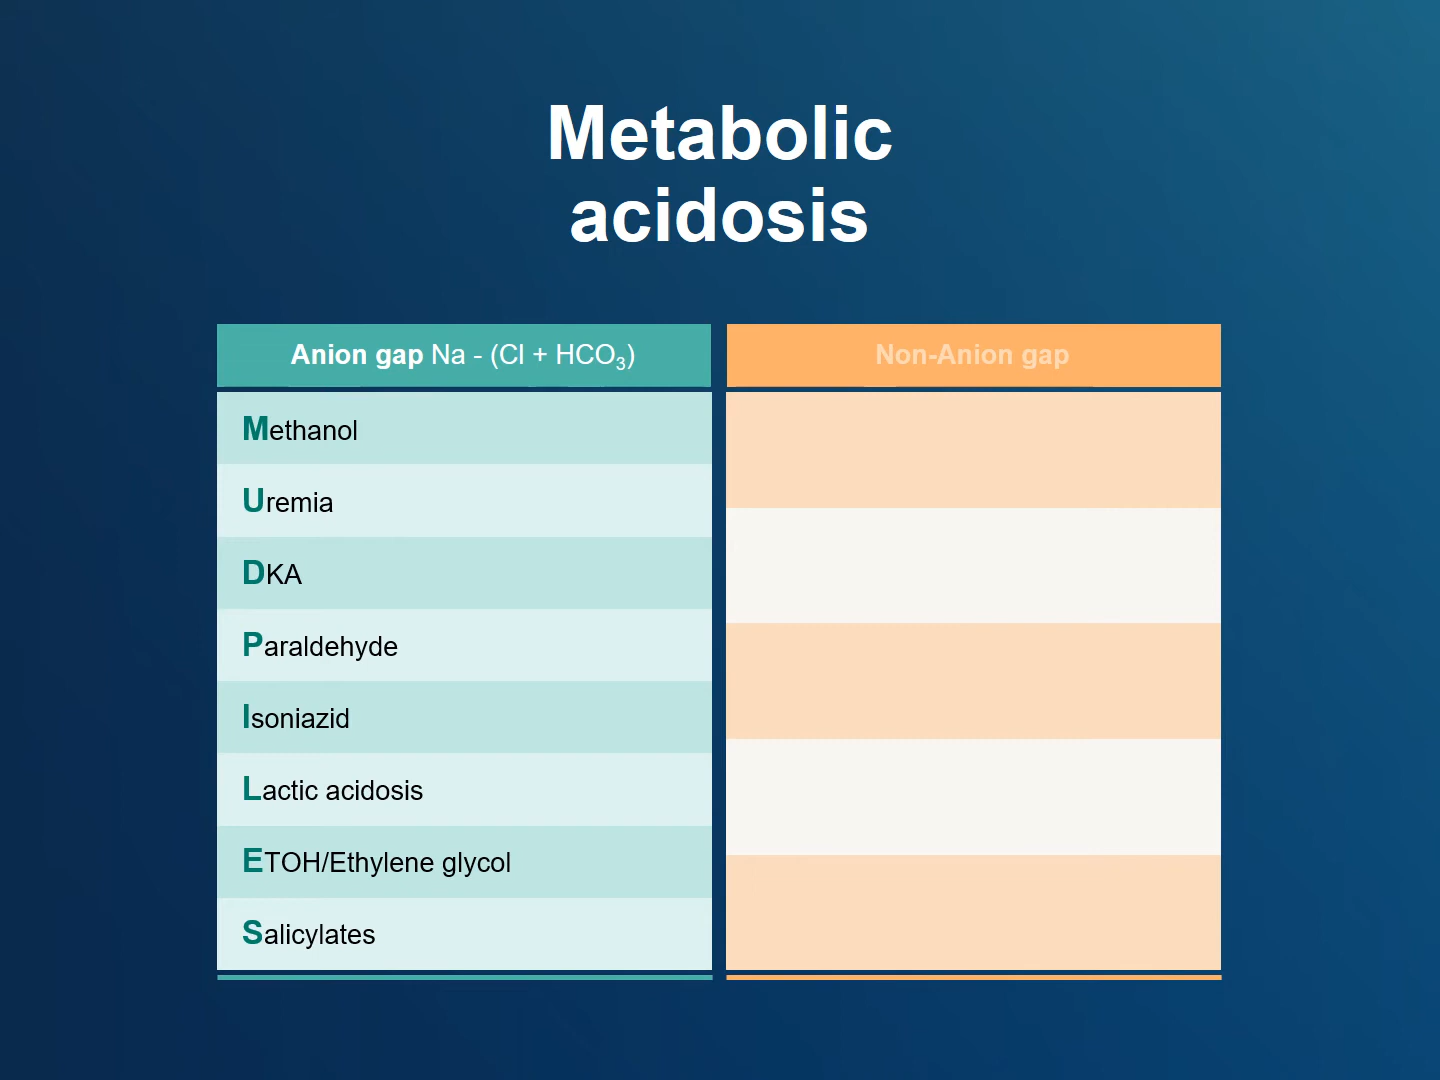 Metabolic
acidosis
Anion gap Na - (Cl + HCO₃)
Non-Anion gap
Methanol
Uremia
DKA
Paraldehyde
Isoniazid
Lactic acidosis
ETOH/Ethylene glycol
Salicylates